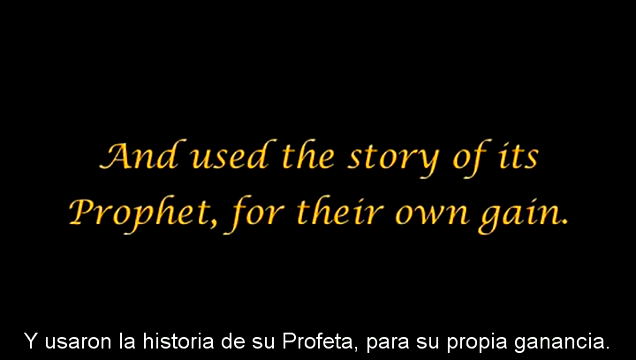 And used the story of its
Prophet, for their own gain.
Y usaron la historia de su Profeta, para su propia ganancia.